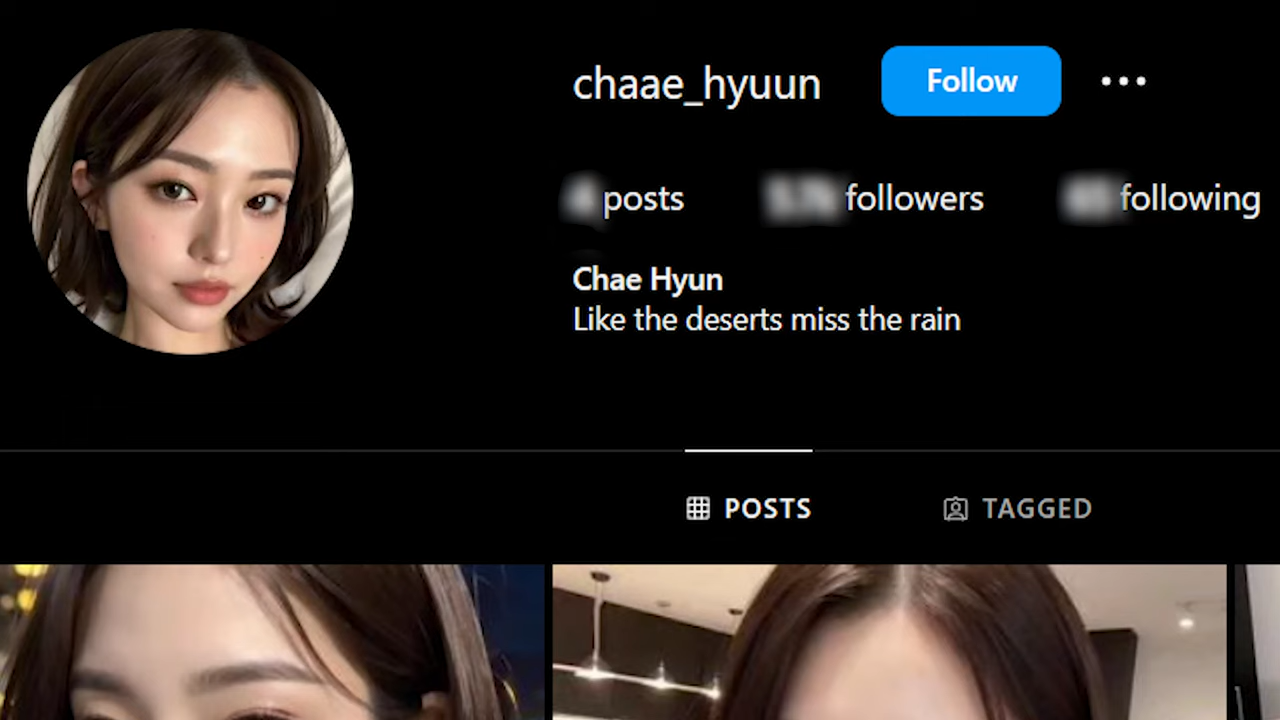 chaae_hyuun Follow
posts followers following
Chae Hyun
Like the deserts miss the rain
POSTS TAGGED